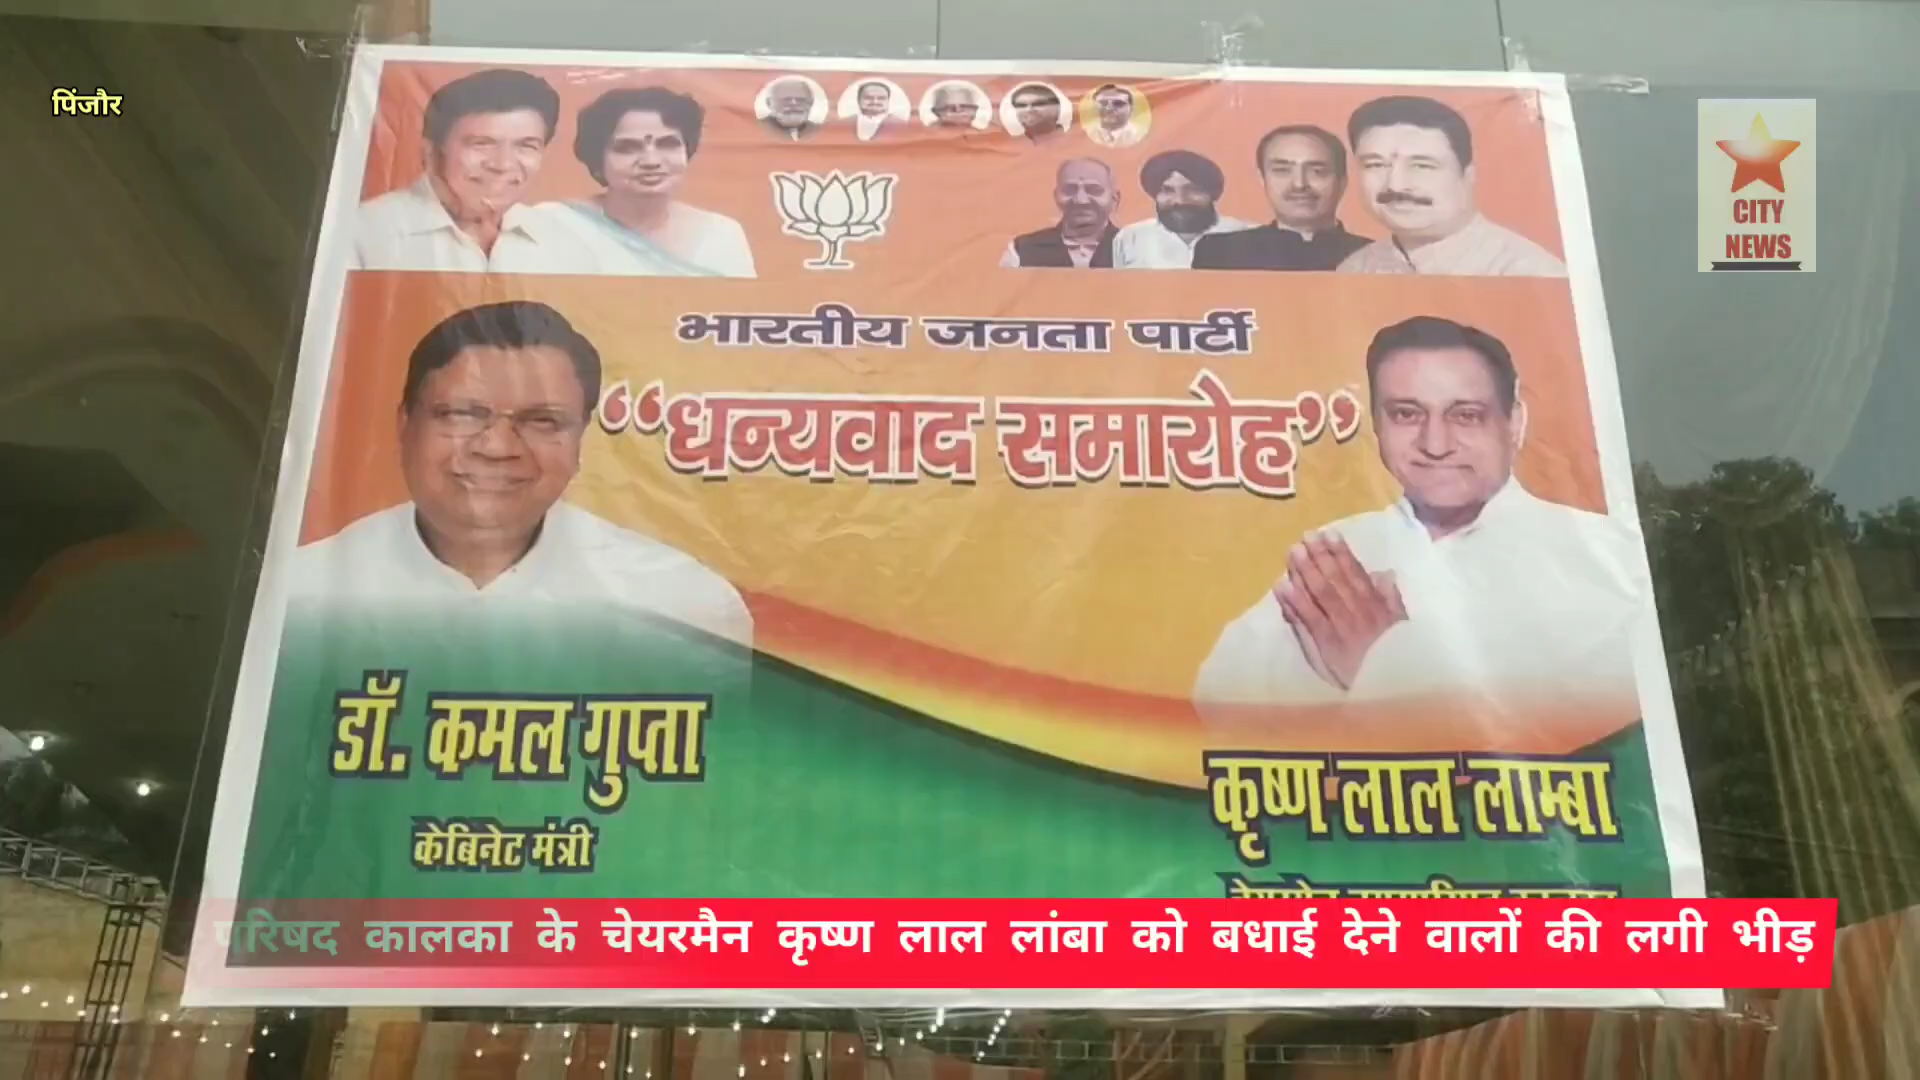 पिंजौर
CITY
NEWS
भारतीय जनता पार्टी
“धन्यवाद समारोह”
डॉ. कमल गुप्ता
केबिनेट मंत्री
कृष्ण लाल लाम्बा
परिषद कालका के चेयरमैन कृष्ण लाल लांबा को बधाई देने वालों की लगी भीड़